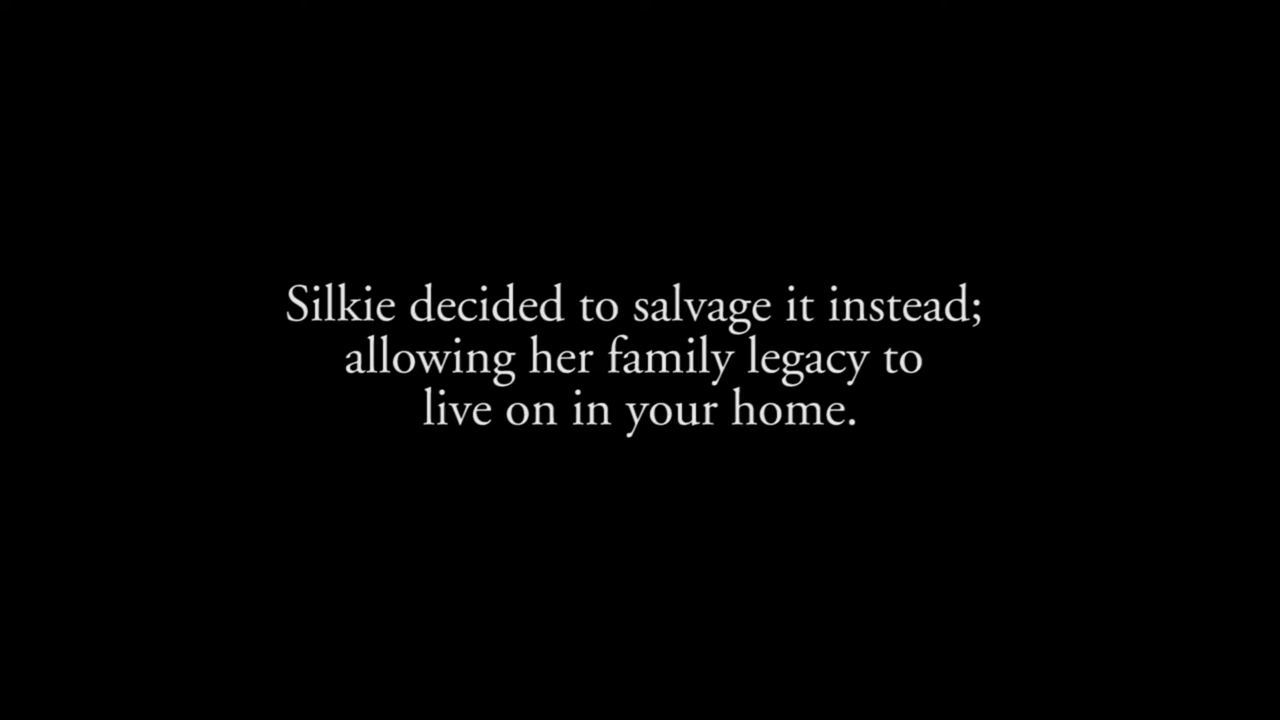 Silkie decided to salvage it instead;
allowing her family legacy to
live on in your home.